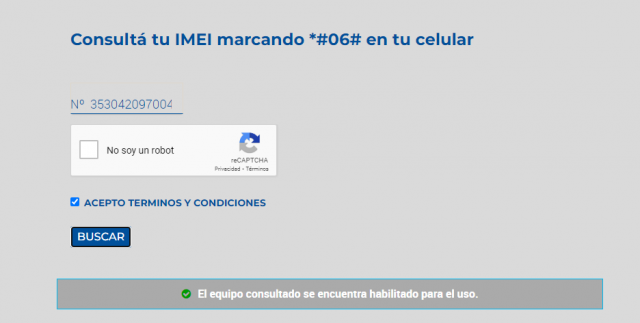 Consultá tu IMEI marcando *#06# en tu celular
Nº 353042097004
No soy un robot
reCAPTCHA
Privacidad - Términos
ACEPTO TERMINOS Y CONDICIONES
BUSCAR
El equipo consultado se encuentra habilitado para el uso.